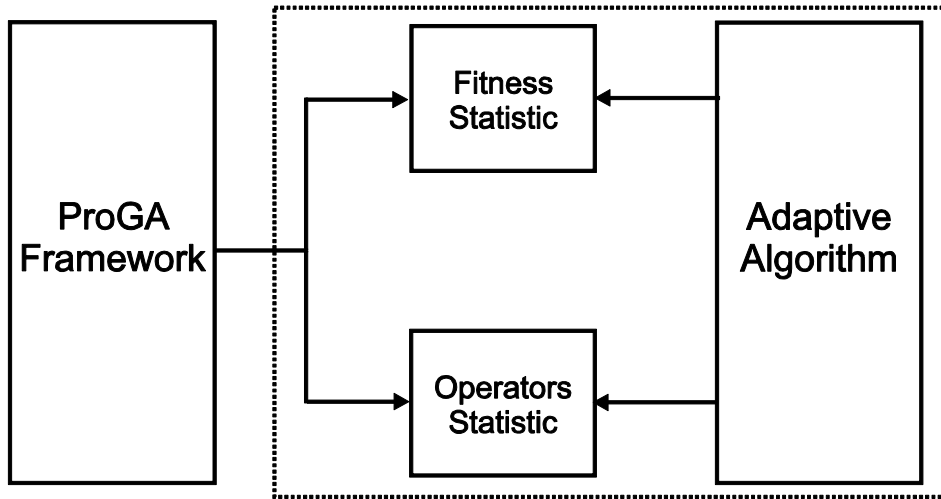 ProGA
Framework
Fitness
Statistic
Operators
Statistic
Adaptive
Algorithm